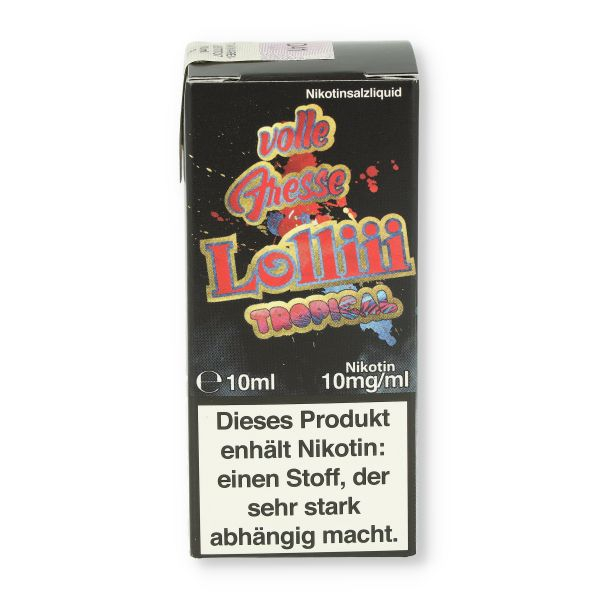 Nikotinsalzliquid
volle
Fresse
Lolliii
TROPICAL
℮ 10ml
Nikotin
10mg/ml
Dieses Produkt
enhält Nikotin:
einen Stoff, der
sehr stark
abhängig macht.